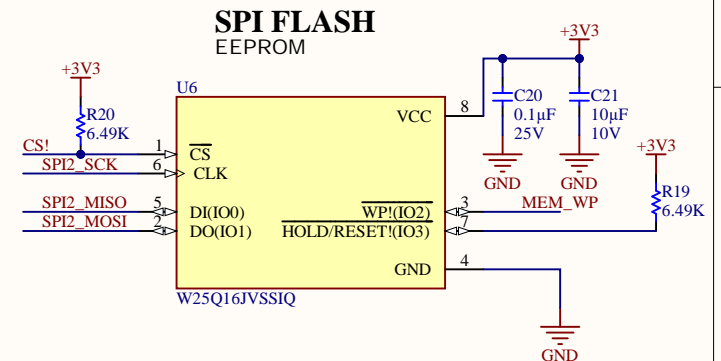 SPI FLASH
EEPROM
+3V3
+3V3
U6
R20
6.49K
VCC
8
C20
0.1µF
25V
C21
10µF
10V
CS!
1
CS
SPI2_SCK
6
CLK
GND
GND
+3V3
SPI2_MISO
5
DI(IO0)
WP!(IO2)
3
MEM_WP
R19
6.49K
SPI2_MOSI
2
DO(IO1)
HOLD/RESET!(IO3)
7
GND
4
W25Q16JVSSIQ
GND